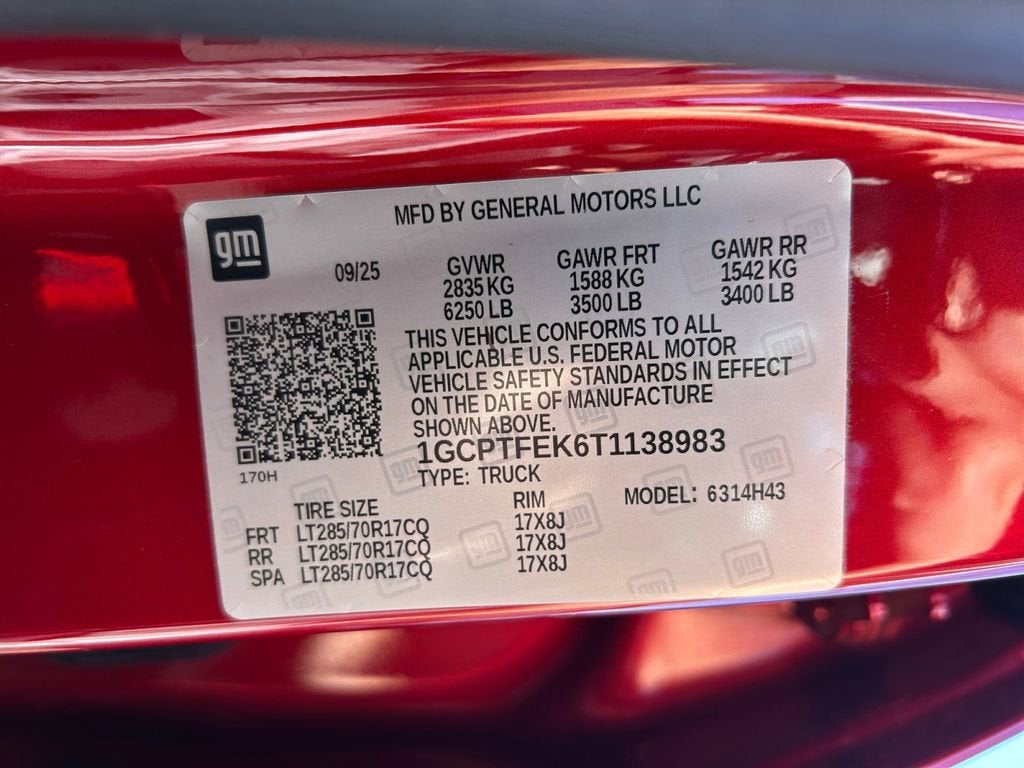 MFD BY GENERAL MOTORS LLC
gm
09/25
GVWR GAWR FRT GAWR RR
2835 KG 1588 KG 1542 KG
6250 LB 3500 LB 3400 LB
THIS VEHICLE CONFORMS TO ALL
APPLICABLE U.S. FEDERAL MOTOR
VEHICLE SAFETY STANDARDS IN EFFECT
ON THE DATE OF MANUFACTURE
SHOWN ABOVE.
1GCPTFEK6T1138983
170H
TYPE: TRUCK
MODEL: 6314H43
TIRE SIZE RIM
FRT LT285/70R17CQ 17X8J
RR LT285/70R17CQ 17X8J
SPA LT285/70R17CQ 17X8J